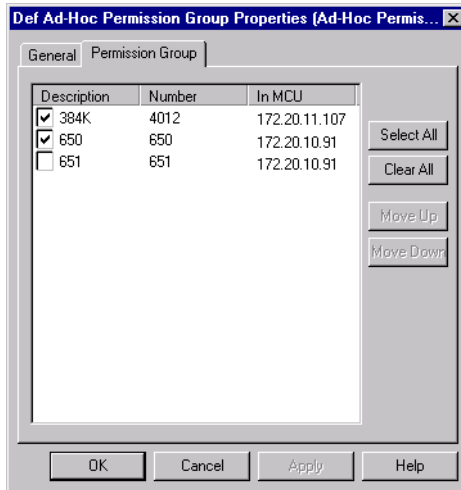 Def Ad-Hoc Permission Group Properties (Ad-Hoc Permis...
General Permission Group
Description Number In MCU
384K 4012 172.20.11.107
650 650 172.20.10.91
651 651 172.20.10.91
Select All
Clear All
Move Up
Move Down
OK Cancel Apply Help